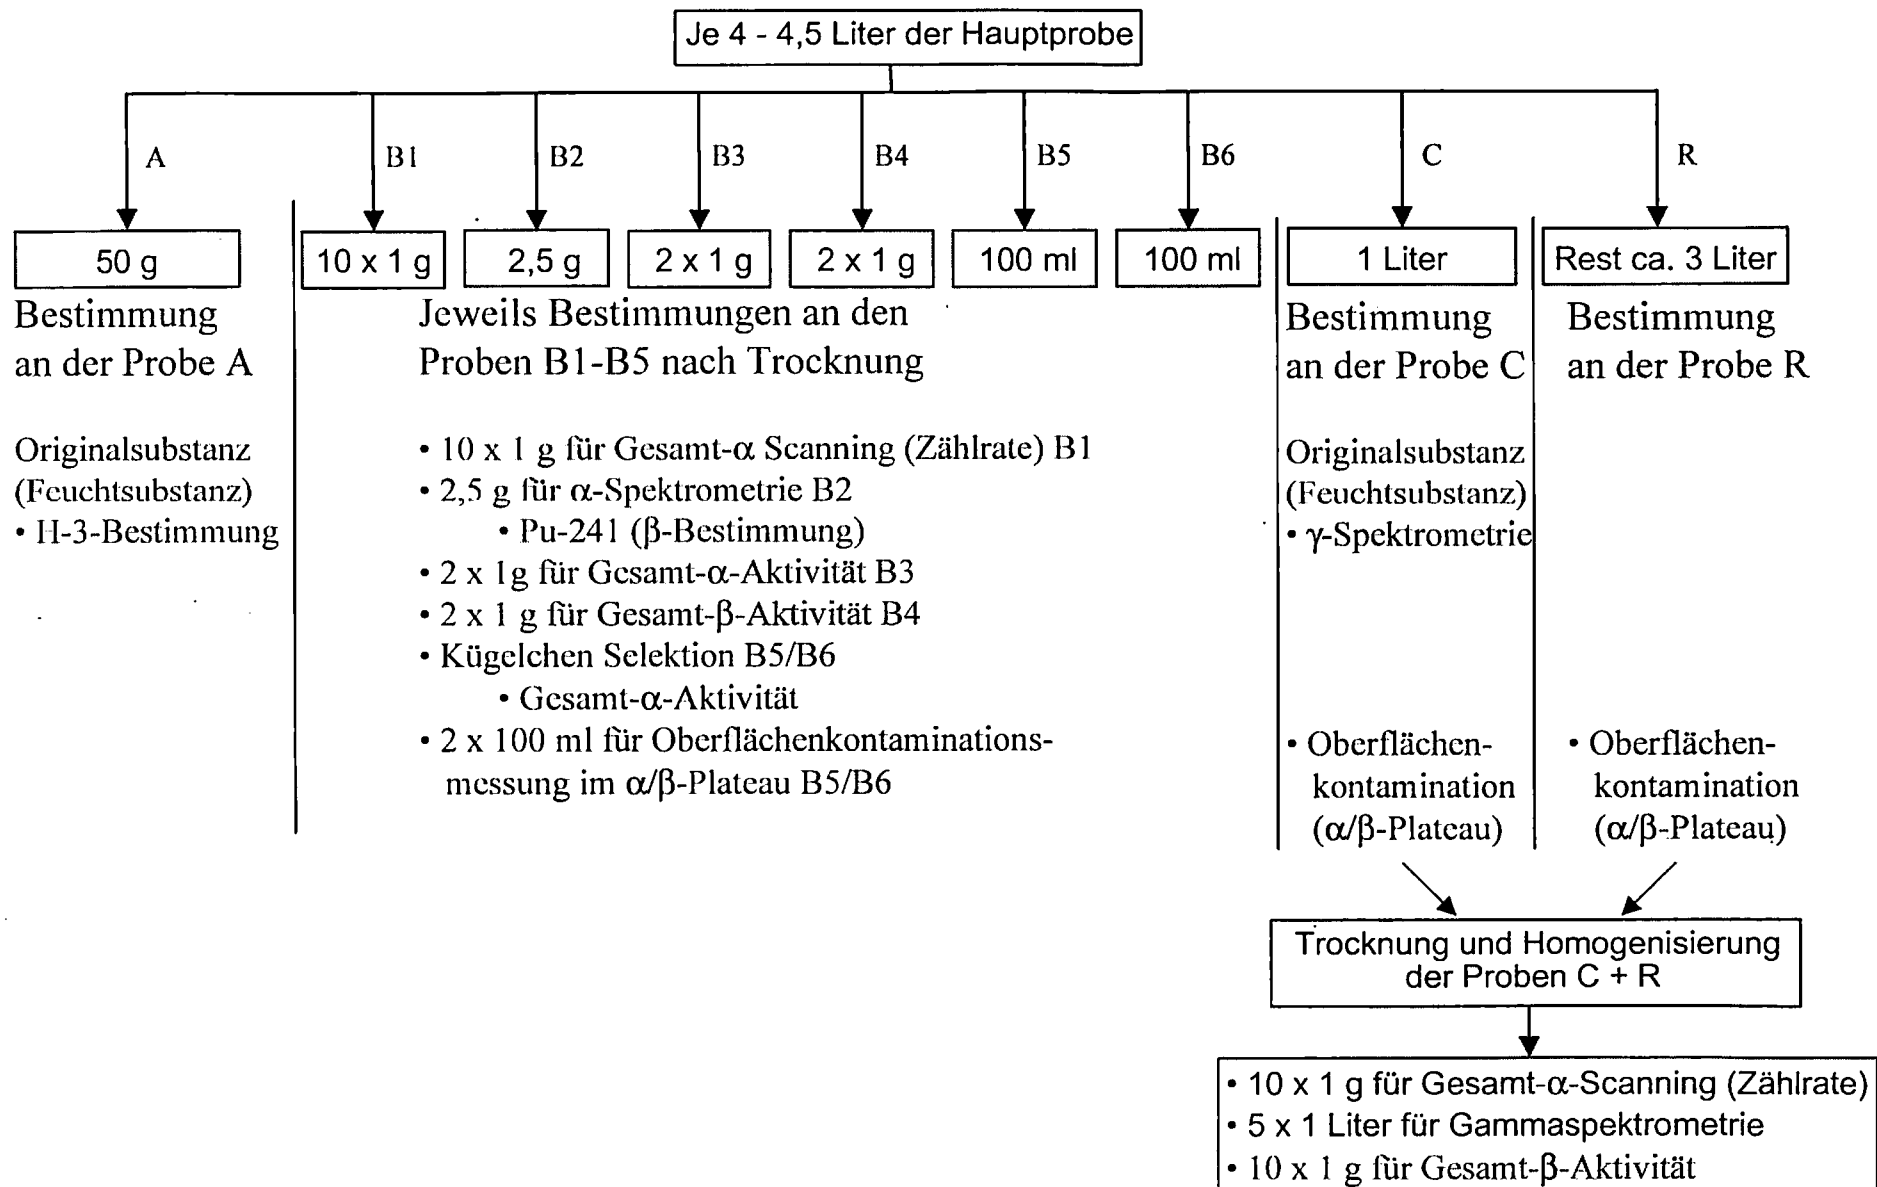 Je 4 - 4,5 Liter der Hauptprobe
A
B1
B2
B3
B4
B5
B6
C
R
50 g
10 x 1 g
2,5 g
2 x 1 g
2 x 1 g
100 ml
100 ml
1 Liter
Rest ca. 3 Liter
Bestimmung
an der Probe A
Originalsubstanz
(Feuchtsubstanz)
• H-3-Bestimmung
Jeweils Bestimmungen an den
Proben B1-B5 nach Trocknung
• 10 x 1 g für Gesamt-α Scanning (Zählrate) B1
• 2,5 g für α-Spektrometrie B2
• Pu-241 (β-Bestimmung)
• 2 x 1g für Gesamt-α-Aktivität B3
• 2 x 1 g für Gesamt-β-Aktivität B4
• Kügelchen Selektion B5/B6
• Gesamt-α-Aktivität
• 2 x 100 ml für Oberflächenkontaminations-
messung im α/β-Plateau B5/B6
Bestimmung
an der Probe C
Originalsubstanz
(Feuchtsubstanz)
• γ-Spektrometrie
• Oberflächen-
kontamination
(α/β-Plateau)
Bestimmung
an der Probe R
• Oberflächen-
kontamination
(α/β-Plateau)
Trocknung und Homogenisierung
der Proben C + R
• 10 x 1 g für Gesamt-α-Scanning (Zählrate)
• 5 x 1 Liter für Gammaspektrometrie
• 10 x 1 g für Gesamt-β-Aktivität